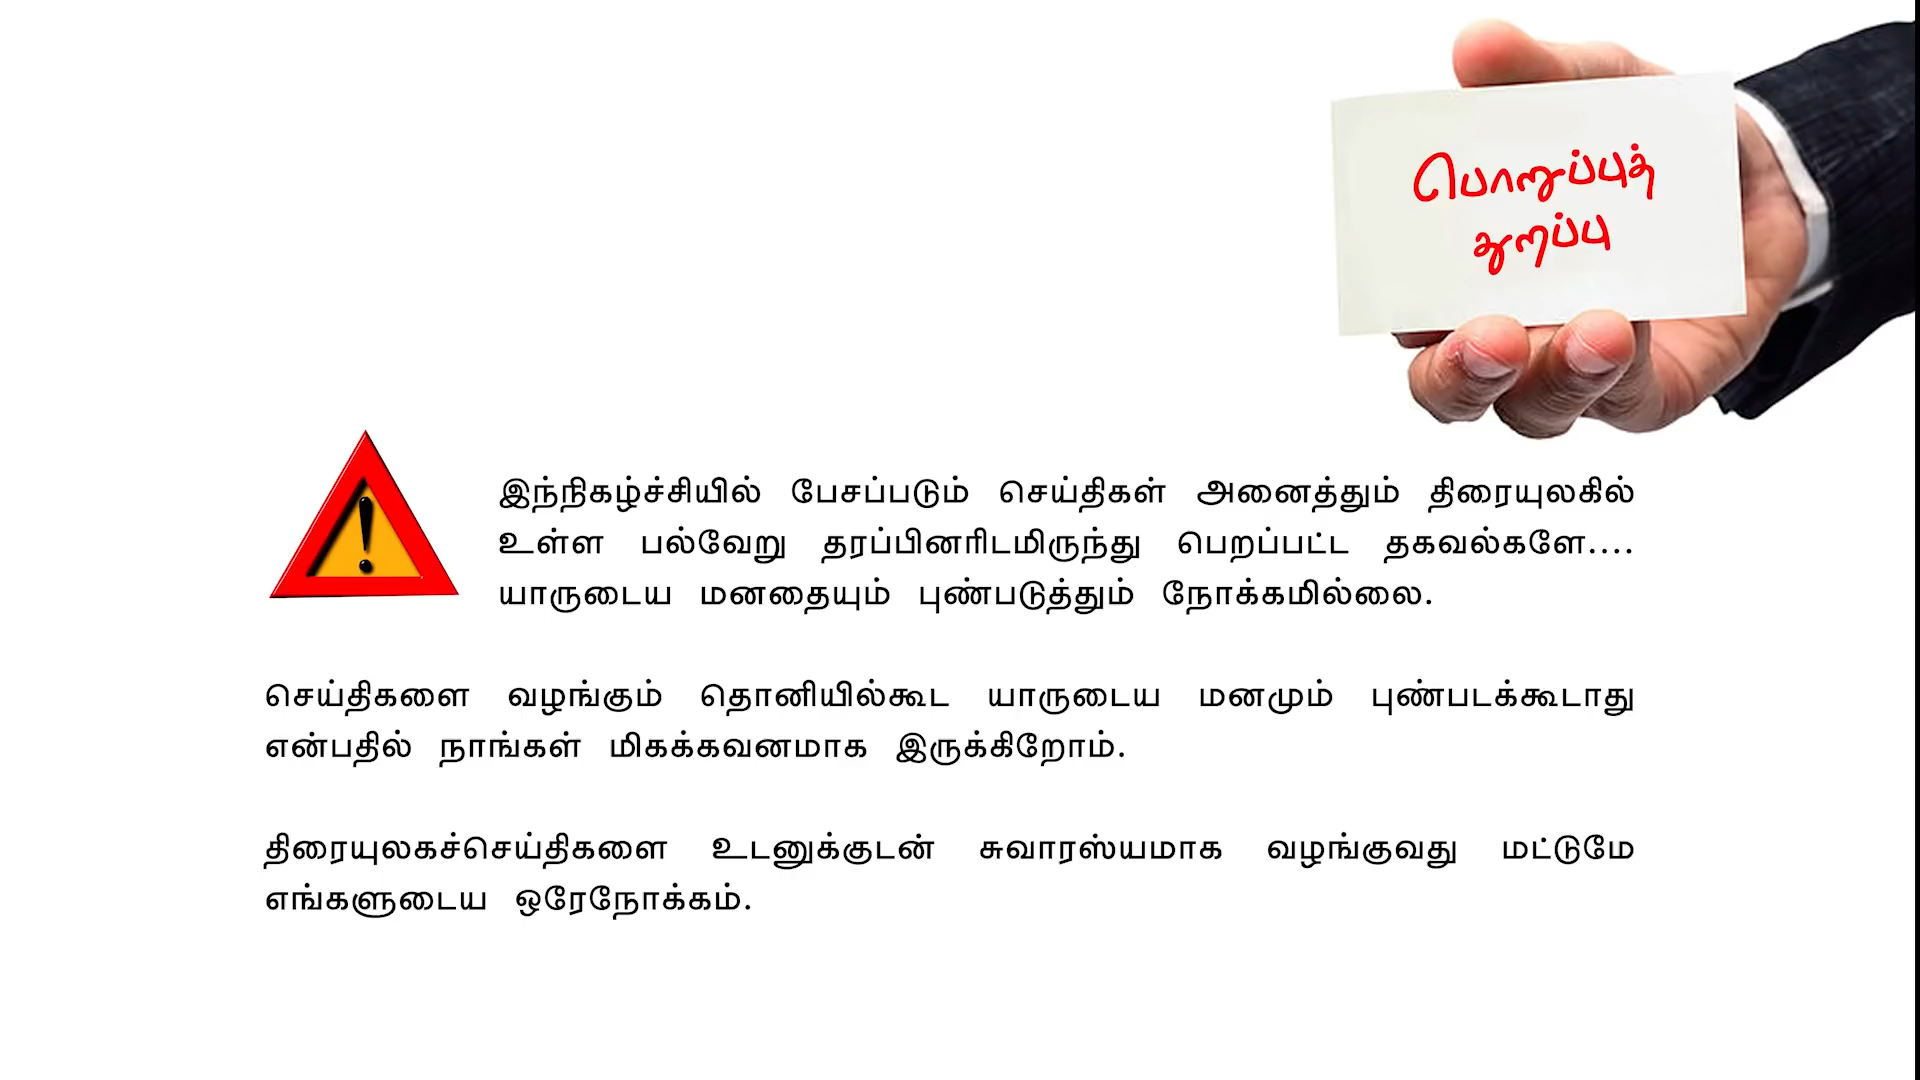 பொறுப்புத்
துறப்பு
இந்நிகழ்ச்சியில் பேசப்படும் செய்திகள் அனைத்தும் திரையுலகில்
உள்ள பல்வேறு தரப்பினரிடமிருந்து பெறப்பட்ட தகவல்களே....
யாருடைய மனதையும் புண்படுத்தும் நோக்கமில்லை.
செய்திகளை வழங்கும் தொனியில்கூட யாருடைய மனமும் புண்படக்கூடாது
என்பதில் நாங்கள் மிகக்கவனமாக இருக்கிறோம்.
திரையுலகச்செய்திகளை உடனுக்குடன் சுவாரஸ்யமாக வழங்குவது மட்டுமே
எங்களுடைய ஒரேநோக்கம்.